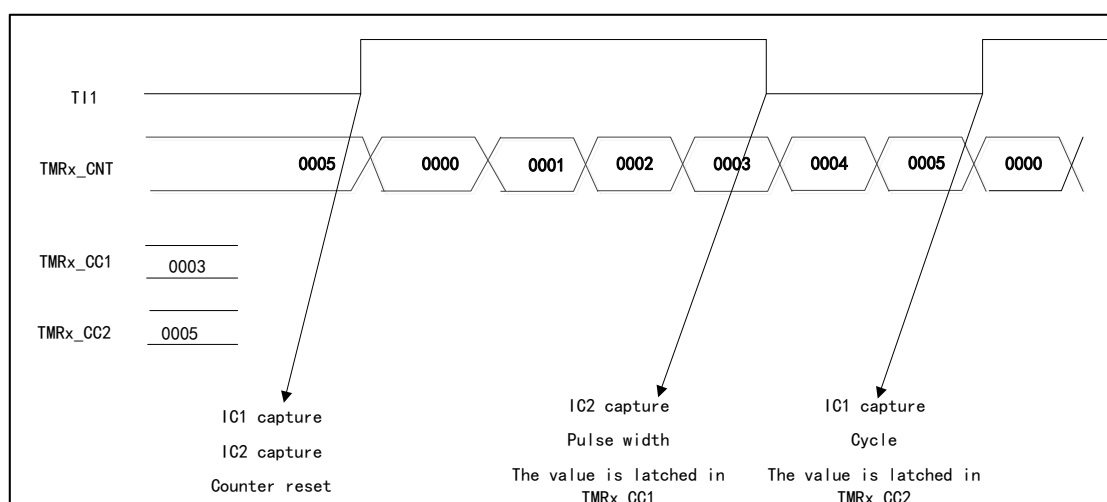 TI1
TMRx_CNT
0005 0000 0001 0002 0003 0004 0005 0000
TMRx_CC1
0003
TMRx_CC2
0005
IC1 capture
IC2 capture
Counter reset
IC2 capture
Pulse width
The value is latched in
TMRx_CC1
IC1 capture
Cycle
The value is latched in
TMRx_CC2